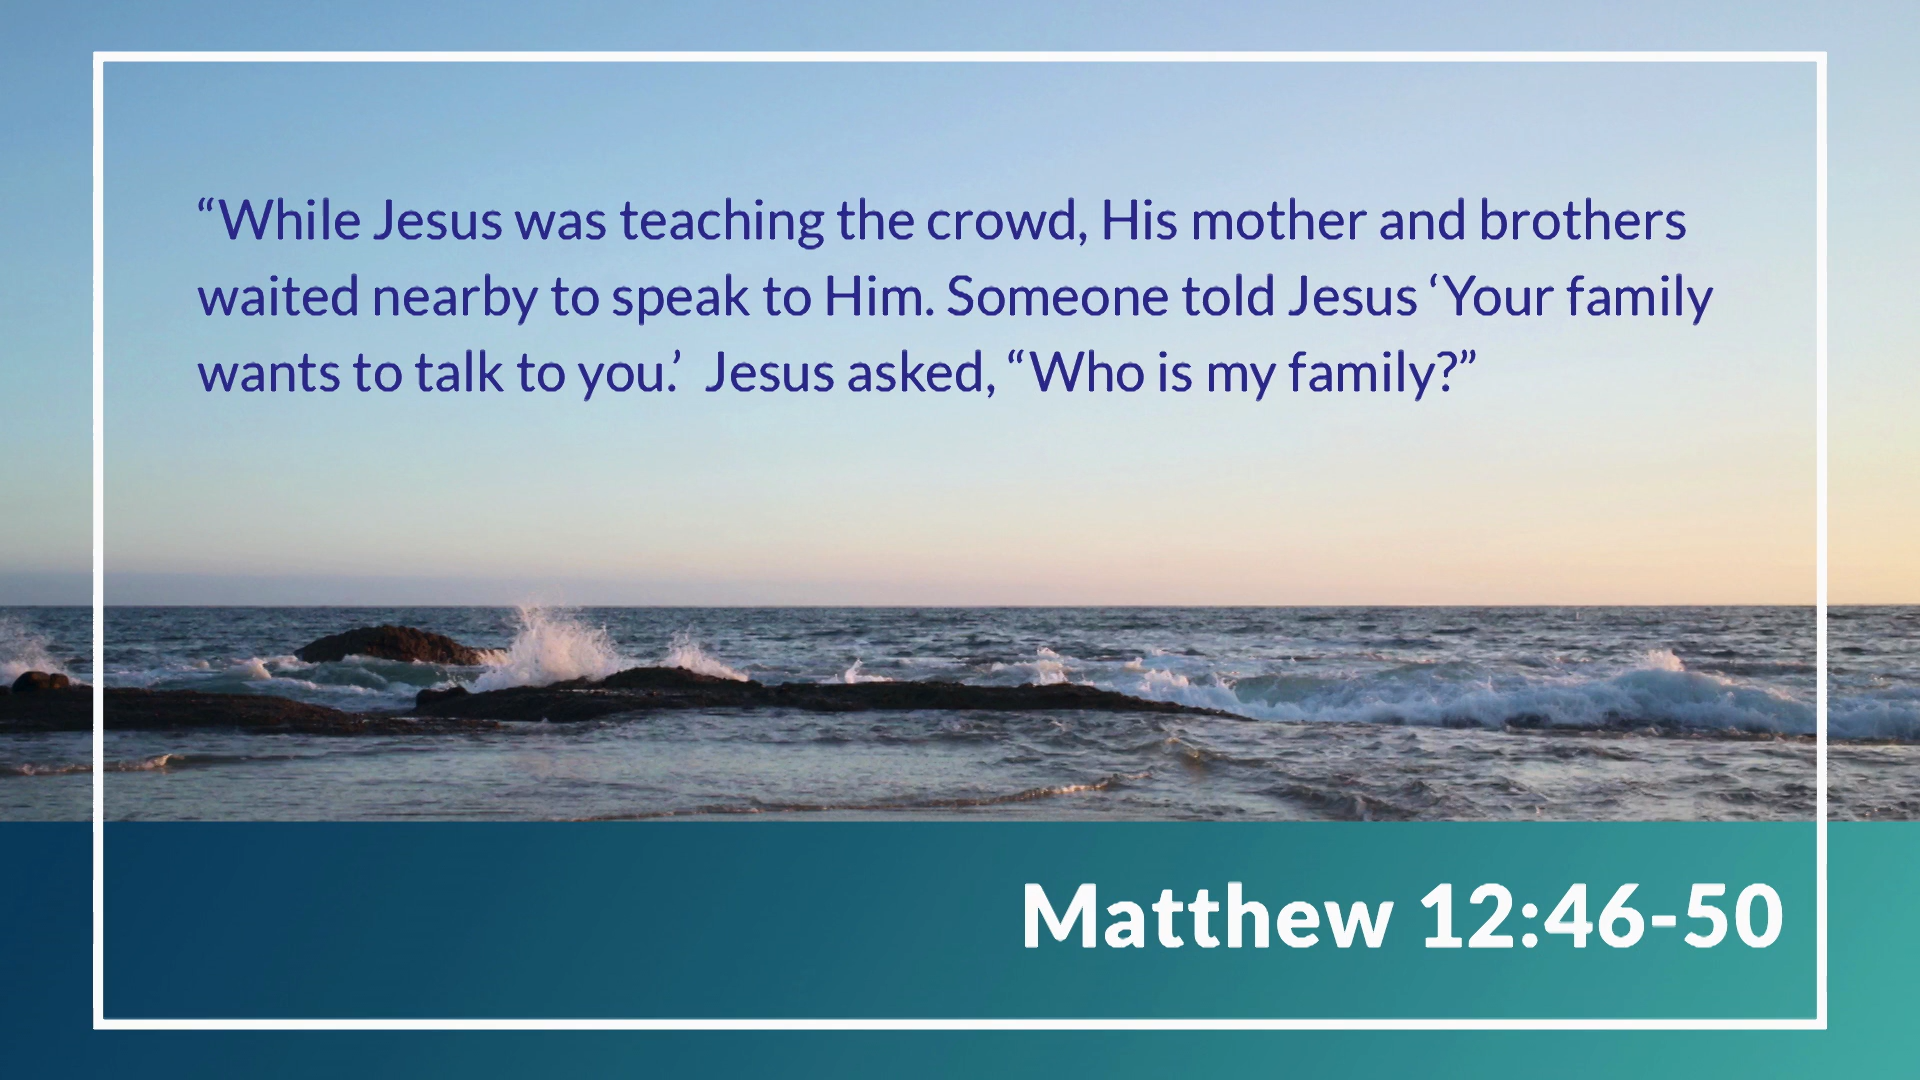 “While Jesus was teaching the crowd, His mother and brothers
waited nearby to speak to Him. Someone told Jesus ‘Your family
wants to talk to you.’  Jesus asked, “Who is my family?”
Matthew 12:46-50